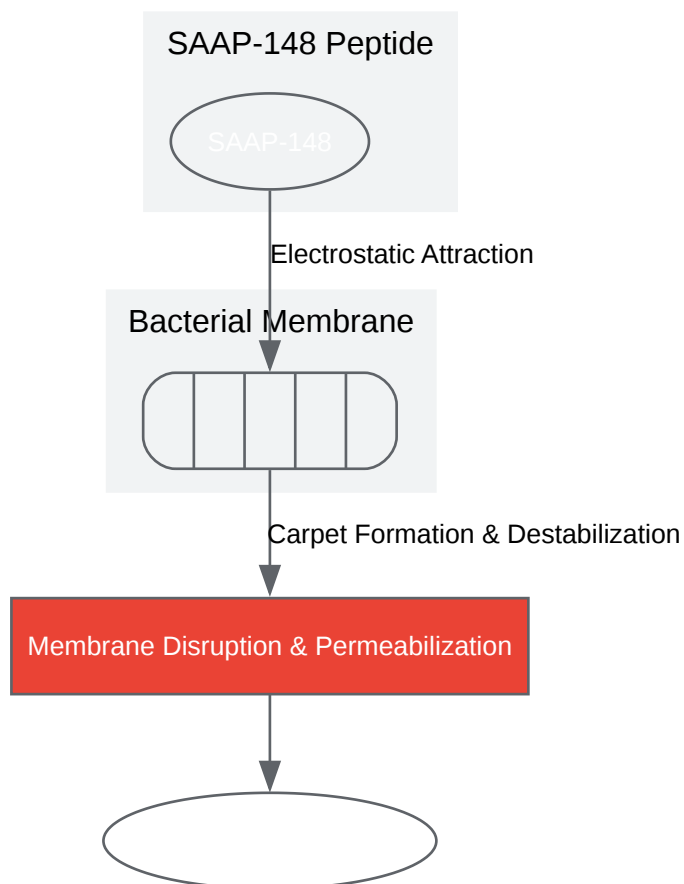 SAAP-148 Peptide
SAAP-148
Electrostatic Attraction
Bacterial Membrane
Carpet Formation & Destabilization
Membrane Disruption & Permeabilization